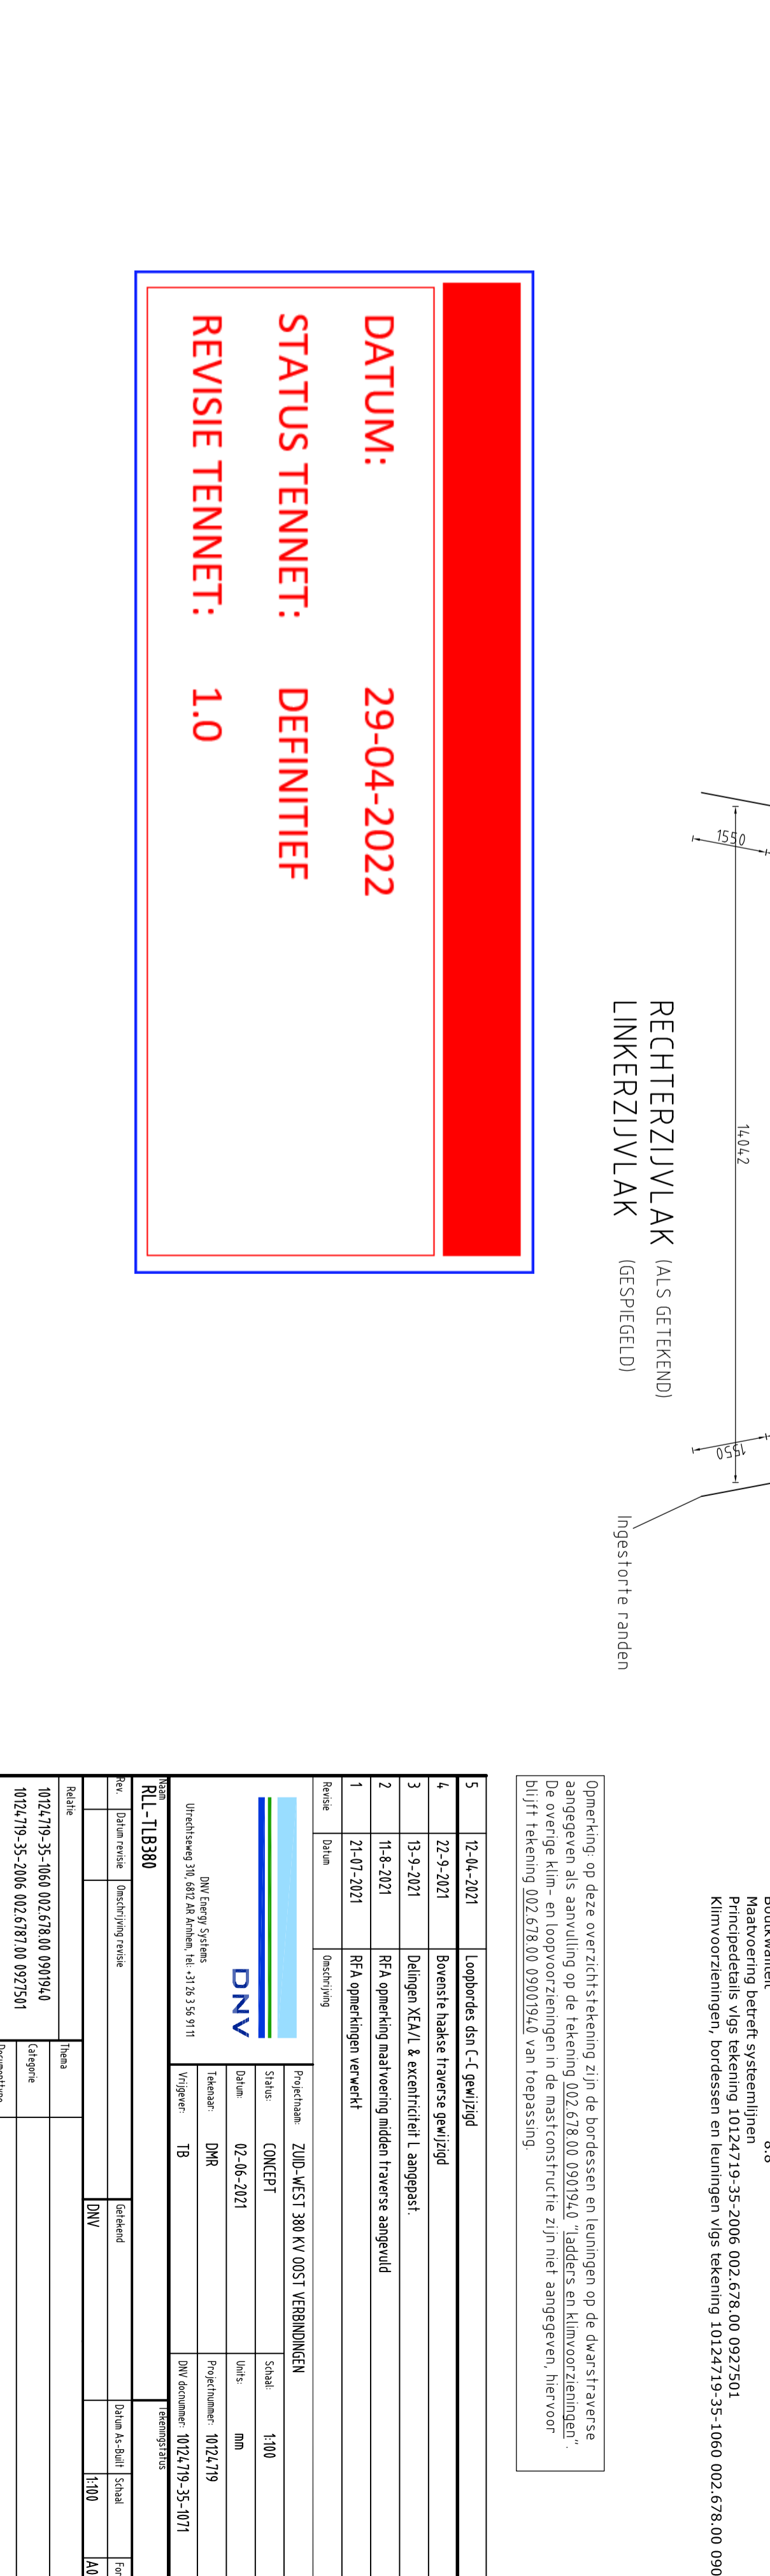 Boutkwaliteit 8.8
Maatvoering betreft systeemlijnen
Principedetails vlgs tekening 10124719-35-2006 002.678.00 0927501
Klimvoorzieningen, bordessen en leuningen vlgs tekening 10124719-35-1060 002.678.00 090
1550
14042
1550
RECHTERZIJVLAK (ALS GETEKEND)
LINKERZIJVLAK (GESPIEGELD)
Ingestorte randen
Opmerking: op deze overzichtstekening zijn de bordessen en leuningen op de dwarstraverse
aangegeven als aanvulling op de tekening 002.678.00 0901940 "ladders en klimvoorzieningen".
De overige klim- en loopvoorzieningen in de mastconstructie zijn niet aangegeven, hiervoor
blijft tekening 002.678.00 09001940 van toepassing.
DATUM: 29-04-2022
STATUS TENNET: DEFINITIEF
REVISIE TENNET: 1.0
5 12-04-2021 Loopbordes dsn C-C gewijzigd
4 22-9-2021 Bovenste haakse traverse gewijzigd
3 13-9-2021 Delingen XEA/L & excentriciteit L aangepast.
2 11-8-2021 RFA opmerking maatvoering midden traverse aangevuld
1 21-07-2021 RFA opmerkingen verwerkt
Revisie Datum Omschrijving
Projectnaam: ZUID-WEST 380 KV OOST VERBINDINGEN
Status: CONCEPT Schaal: 1:100
DNV
Datum: 02-06-2021 Units: mm
DNV Energy Systems
Tekenaar: DMR Projectnummer: 10124719
Utrechtseweg 310, 6812 AR Arnhem, tel: +31 26 3 56 91 11
Vrijgever: TB DNV docnummer: 10124719-35-1071
Naam Tekeningstatus
RLL-TLB380
Rev. Datum revisie Omschrijving revisie Getekend Datum As-Built Schaal For
DNV 1:100 A0
Relatie Thema
10124719-35-1060 002.678.00 0901940
Categorie
10124719-35-2006 002.6787.00 0927501
Documenttype